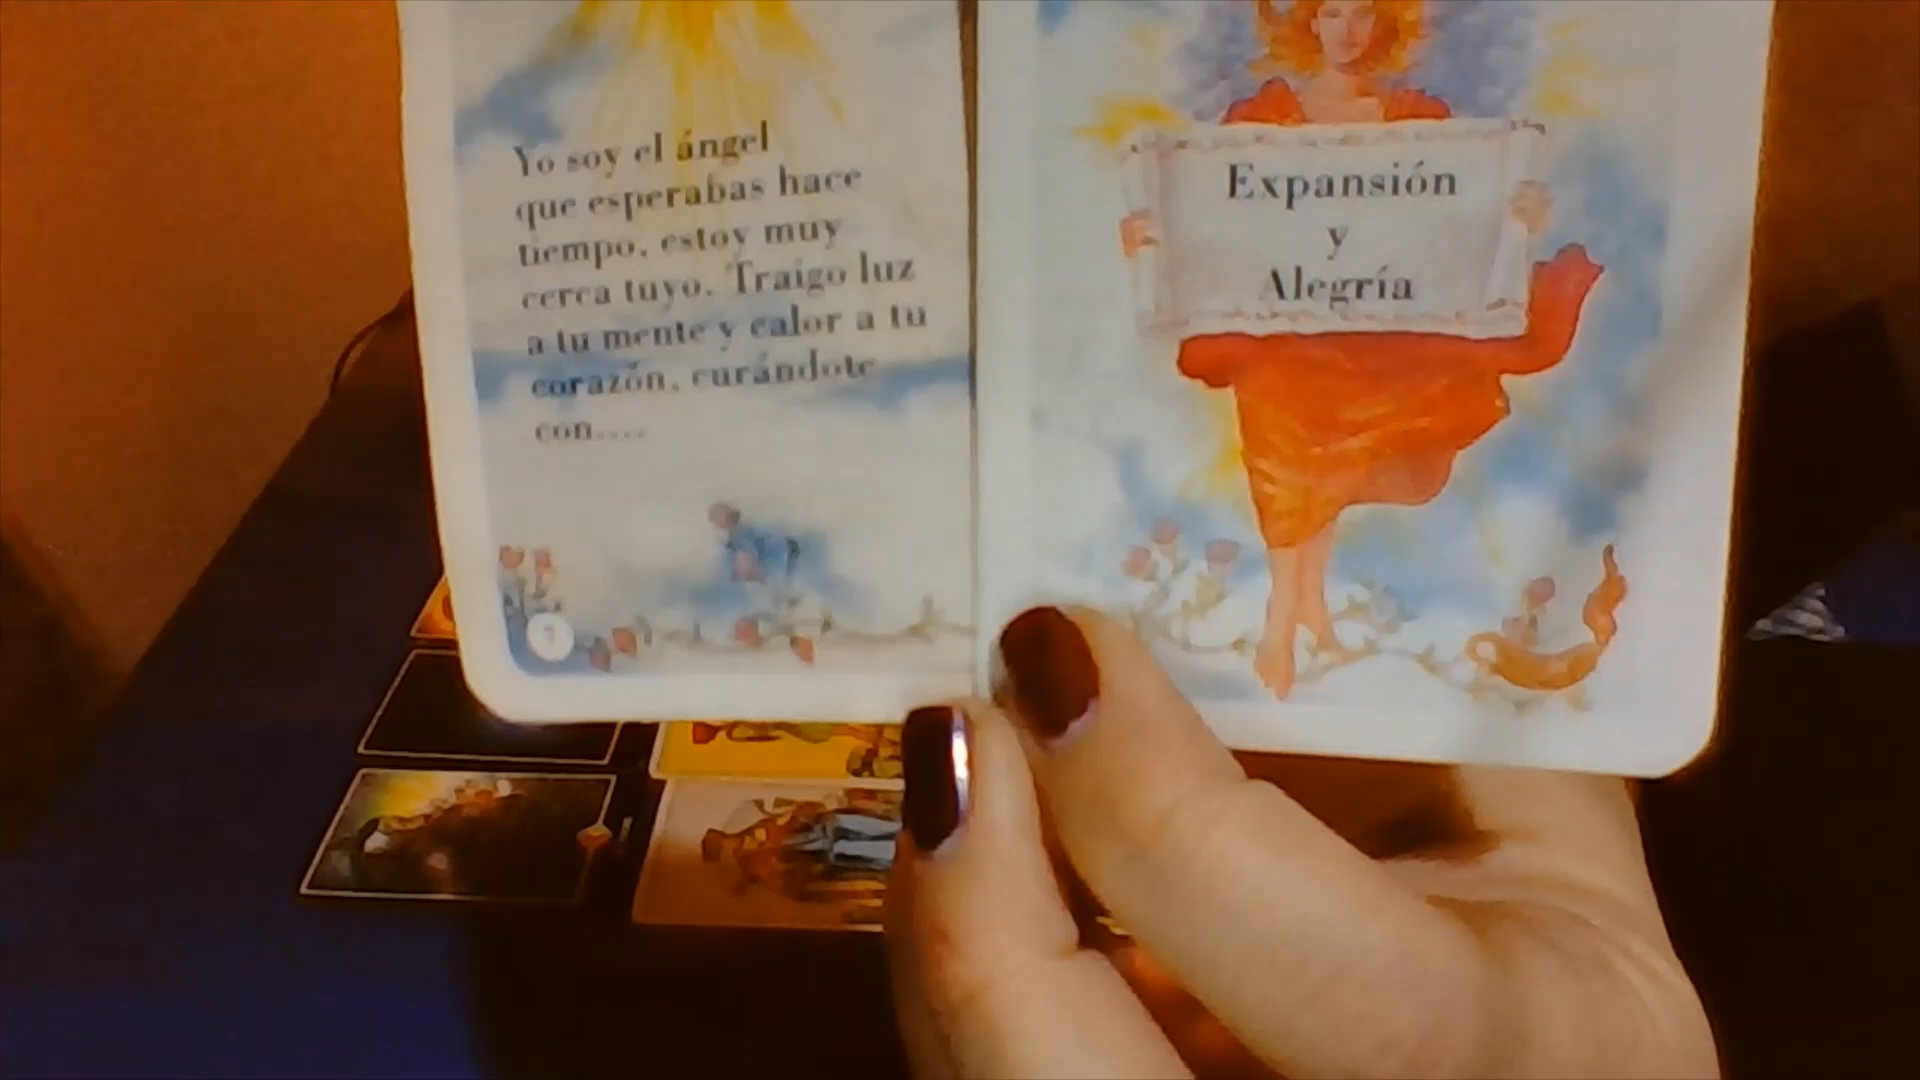 Yo soy el ángel
que esperabas hace
tiempo, estoy muy
cerca tuyo. Traigo luz
a tu mente y calor a tu
corazón, curándote
con....
Expansión
y
Alegría